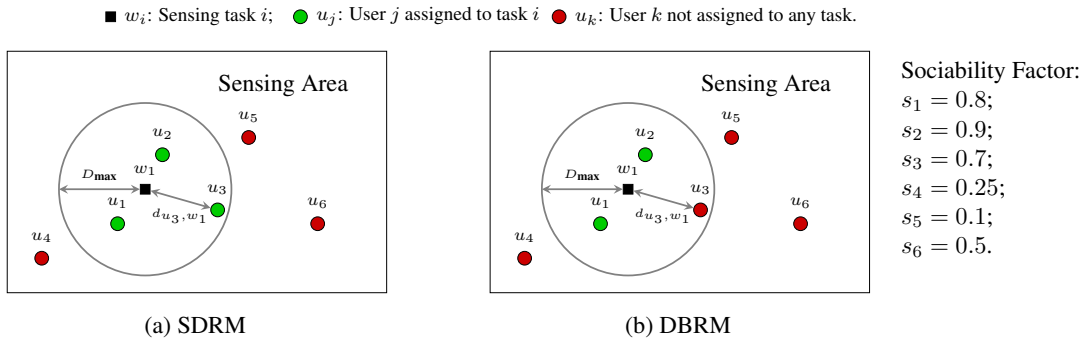 w_i: Sensing task i; u_j: User j assigned to task i u_k: User k not assigned to any task.
Sensing Area
u_5
u_2
D_max
w_1
u_3
u_1
d_{u_3,w_1}
u_6
u_4
(a) SDRM
Sensing Area
u_5
u_2
D_max
w_1
u_3
u_1
d_{u_3,w_1}
u_6
u_4
(b) DBRM
Sociability Factor:
s_1 = 0.8;
s_2 = 0.9;
s_3 = 0.7;
s_4 = 0.25;
s_5 = 0.1;
s_6 = 0.5.